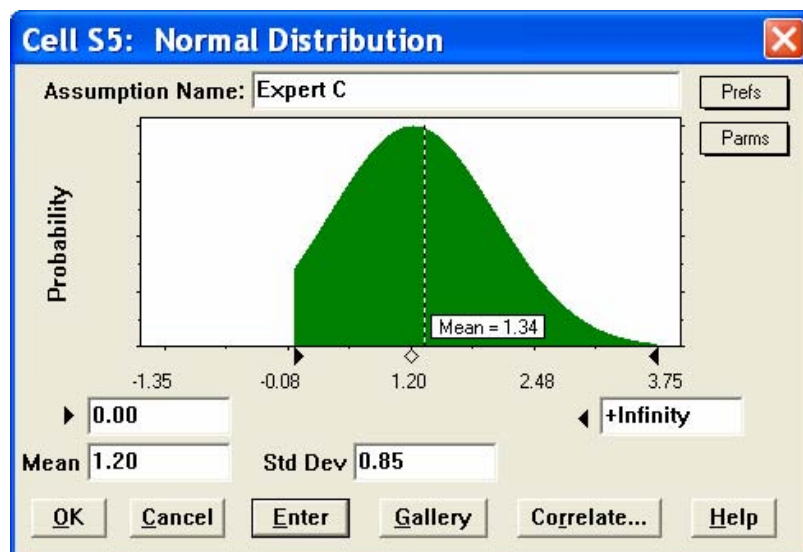 Cell S5: Normal Distribution
Assumption Name: Expert C
Prefs
Parms
Probability
Mean = 1.34
-1.35 -0.08 1.20 2.48 3.75
0.00 +Infinity
Mean 1.20 Std Dev 0.85
OK Cancel Enter Gallery Correlate... Help